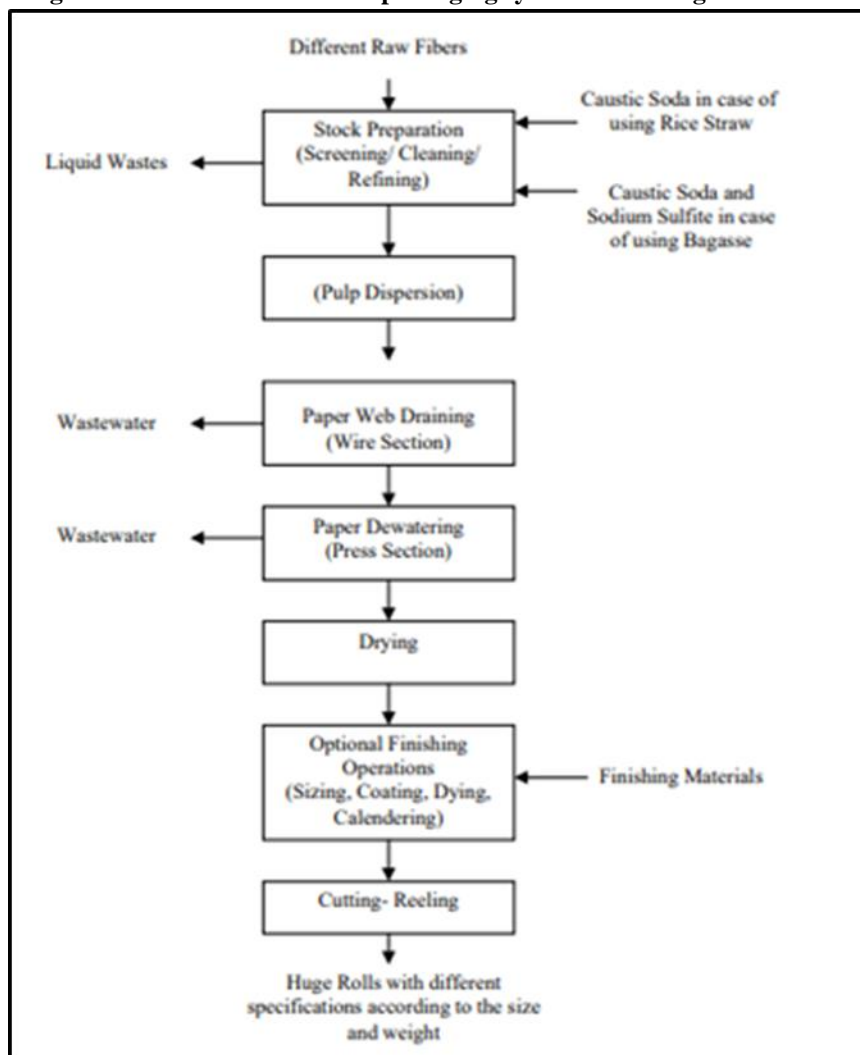 Different Raw Fibers
Stock Preparation
(Screening/ Cleaning/
Refining)
Caustic Soda in case of
using Rice Straw
Liquid Wastes
Caustic Soda and
Sodium Sulfite in case
of using Bagasse
(Pulp Dispersion)
Paper Web Draining
(Wire Section)
Wastewater
Paper Dewatering
(Press Section)
Wastewater
Drying
Optional Finishing
Operations
(Sizing, Coating, Dying,
Calendering)
Finishing Materials
Cutting- Reeling
Huge Rolls with different
specifications according to the size
and weight